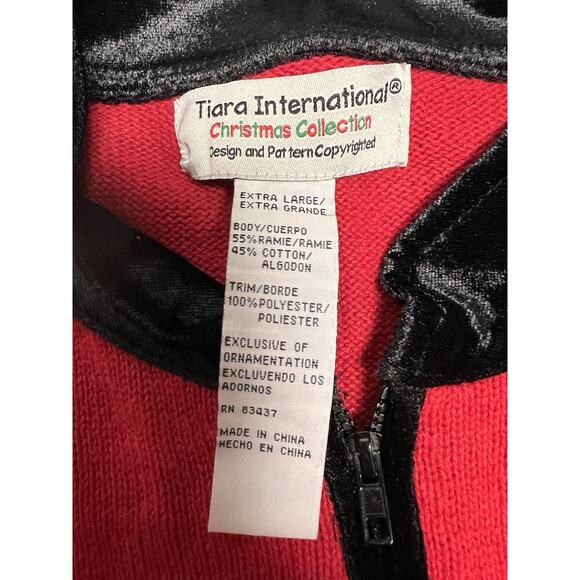 Tiara International®
Christmas Collection
Design and Pattern Copyrighted
EXTRA LARGE/
EXTRA GRANDE
BODY/CUERPO
55%RAMIE/RAMIE
45% COTTON/
ALGODON
TRIM/BORDE
100%POLYESTER/
POLIESTER
EXCLUSIVE OF
ORNAMENTATION
EXCLUVENDO LOS
ADORNOS
RN 83437
MADE IN CHINA
HECHO EN CHINA